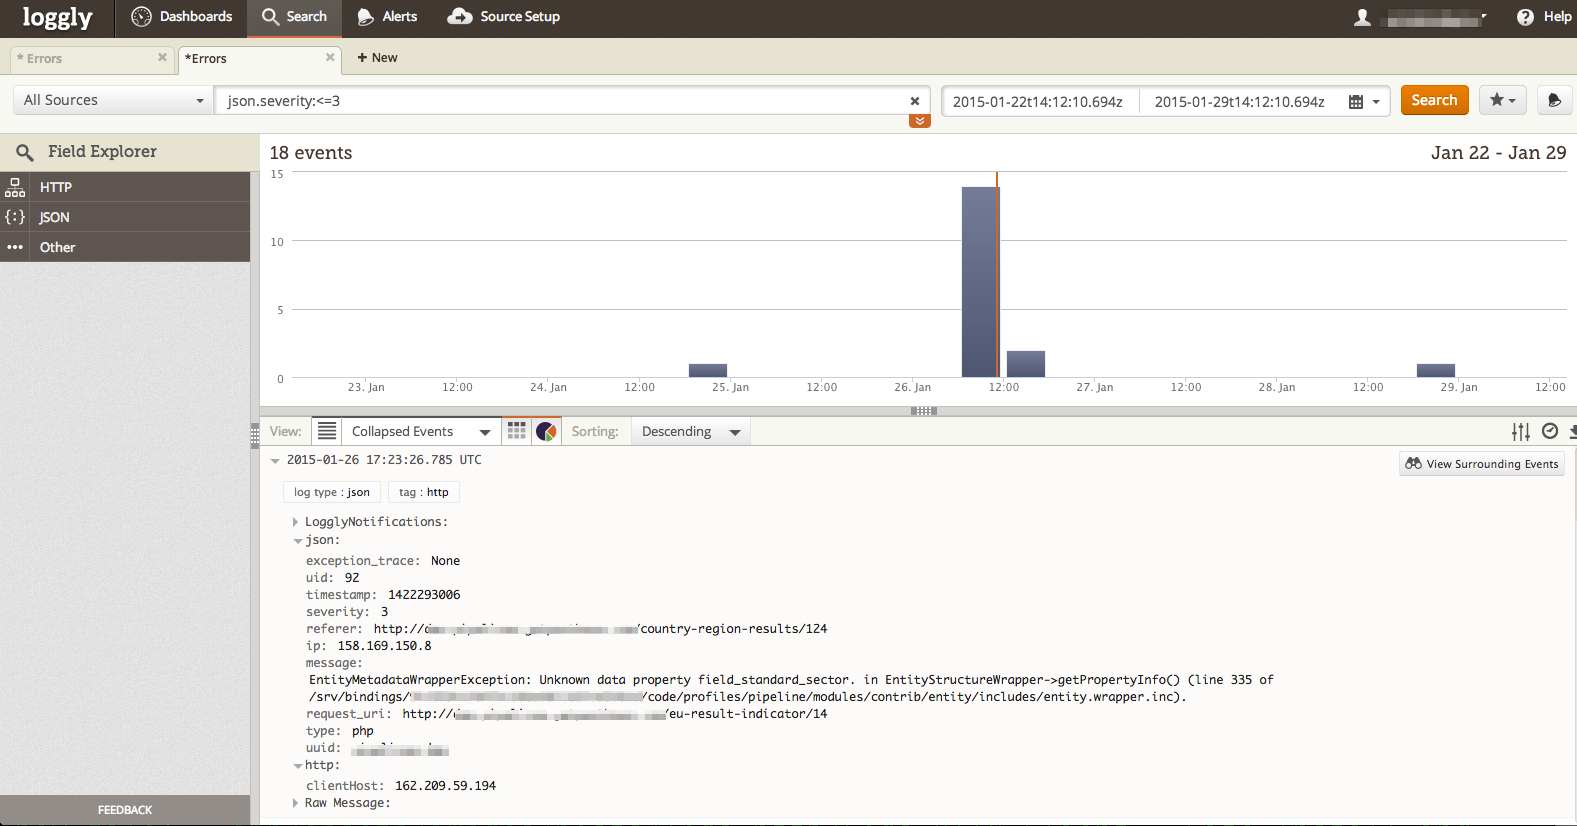 loggly
Dashboards
Search
Alerts
Source Setup
Help
* Errors
*Errors
+ New
All Sources
json.severity:<=3
2015-01-22t14:12:10.694z
2015-01-29t14:12:10.694z
Search
Field Explorer
HTTP
{:} JSON
Other
FEEDBACK
18 events
Jan 22 - Jan 29
15
10
5
0
23. Jan 12:00 24. Jan 12:00 25. Jan 12:00 26. Jan 12:00 27. Jan 12:00 28. Jan 12:00 29. Jan 12:00
View:
Collapsed Events
Sorting:
Descending
2015-01-26 17:23:26.785 UTC
View Surrounding Events
log type : json
tag : http
LogglyNotifications:
json:
exception_trace: None
uid: 92
timestamp: 1422293006
severity: 3
referer: http:// /country-region-results/124
ip: 158.169.150.8
message:
EntityMetadataWrapperException: Unknown data property field_standard_sector. in EntityStructureWrapper->getPropertyInfo() (line 335 of
/srv/bindings/ /code/profiles/pipeline/modules/contrib/entity/includes/entity.wrapper.inc).
request_uri: http:// /eu-result-indicator/14
type: php
uuid:
http:
clientHost: 162.209.59.194
Raw Message: